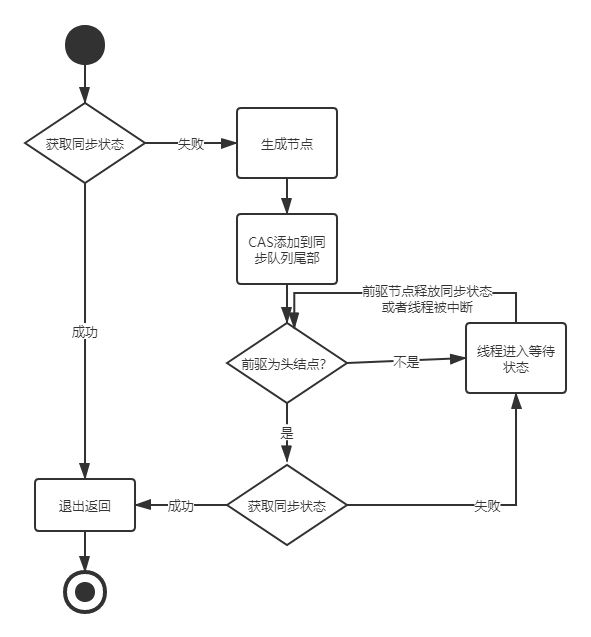 获取同步状态
失败
生成节点
CAS添加到同
步队列尾部
前驱节点释放同步状态
或者线程被中断
成功
前驱为头结点?
不是
线程进入等待
状态
是
退出返回
成功
获取同步状态
失败